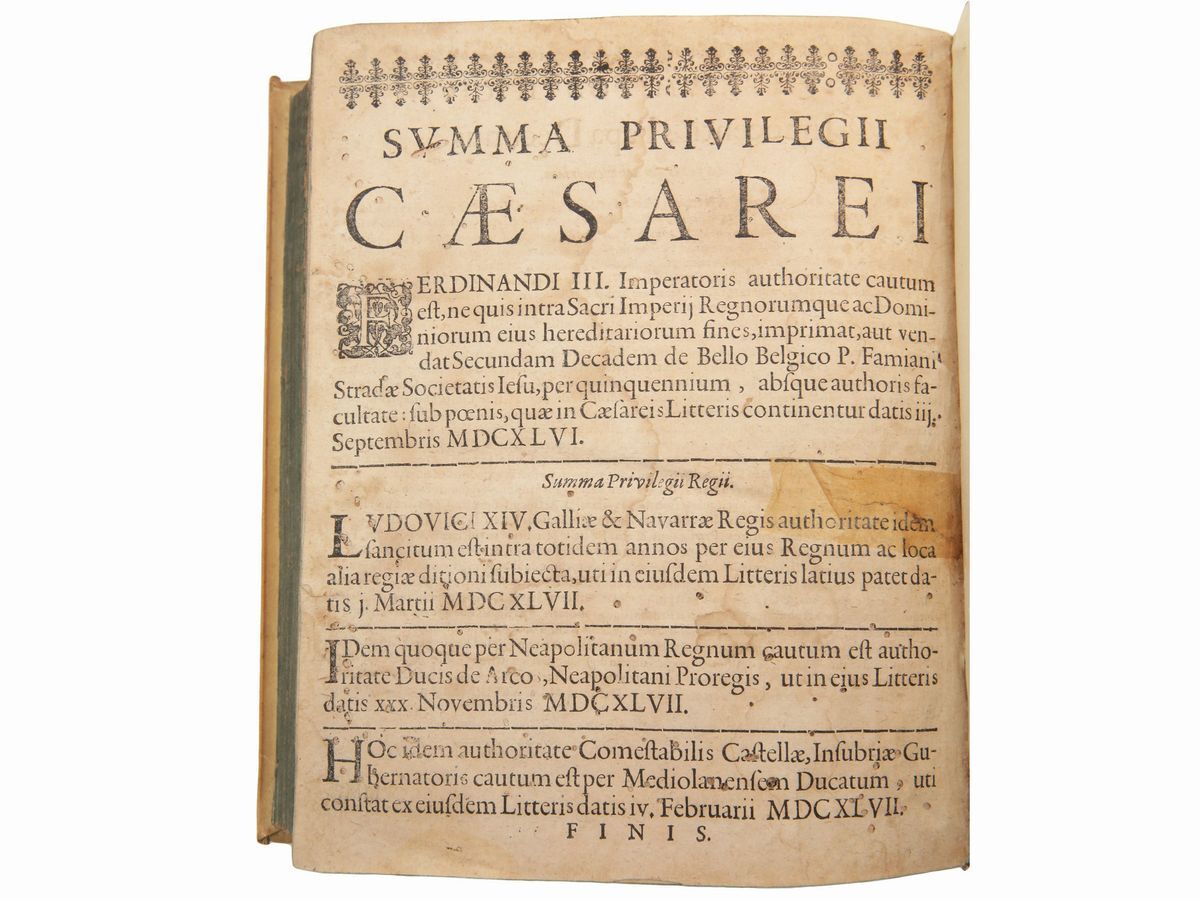 SVMMA PRIVILEGII
CÆSAREI
FERDINANDI III. Imperatoris authoritate cautum
eſt, ne quis intra Sacri Imperij Regnorumque ac Domi-
niorum eius hereditariorum fines, imprimat, aut ven-
dat Secundam Decadem de Bello Belgico P. Famiani
Stradæ Societatis Ieſu, per quinquennium, abſque authoris fa-
cultate: ſub pœnis, quæ in Cæſareis Litteris continentur datis iij.
Septembris MDCXLVI.
Summa Privilegii Regii.
LVDOVICI XIV. Galliæ & Navarræ Regis authoritate idem
ſancitum eſt intra totidem annos per eius Regnum ac loca
alia regiæ ditioni ſubiecta, uti in eiuſdem Litteris latius patet da-
tis j. Martii MDCXLVII.
IDem quoque per Neapolitanum Regnum cautum eſt autho-
ritate Ducis de Arco, Neapolitani Proregis, ut in eius Litteris
datis xxx. Novembris MDCXLVII.
HOc idem authoritate Comeſtabilis Caſtellæ, Inſubriæ Gu-
bernatoris cautum eſt per Mediolanenſem Ducatum, uti
conſtat ex eiuſdem Litteris datis iv. Februarii MDCXLVII.
FINIS.